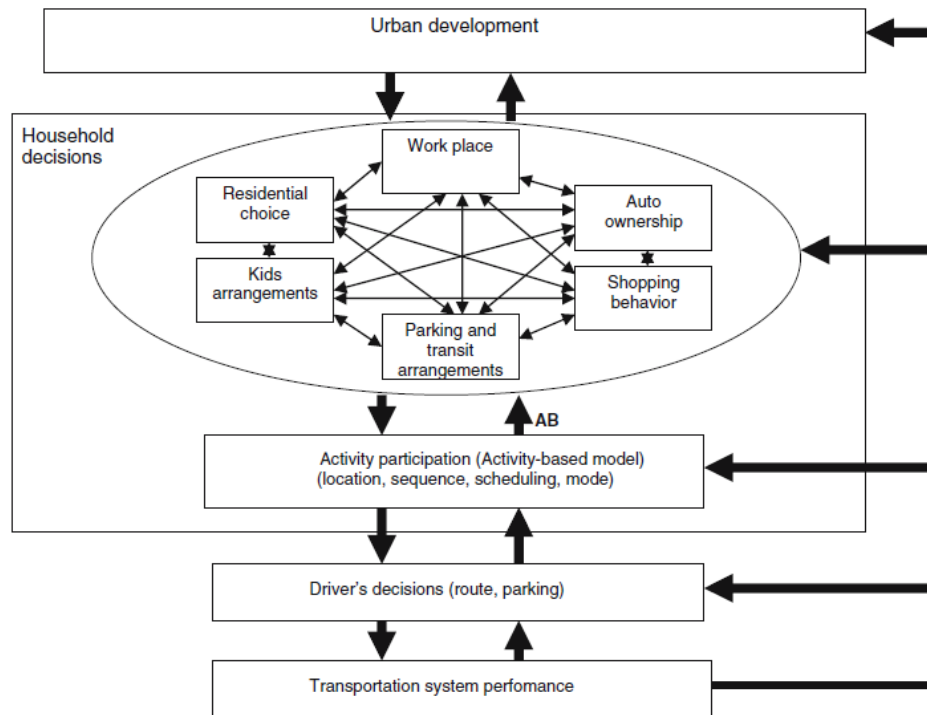 Urban development
Household
decisions
Work place
Residential
choice
Auto
ownership
Kids
arrangements
Shopping
behavior
Parking and
transit
arrangements
AB
Activity participation (Activity-based model)
(location, sequence, scheduling, mode)
Driver's decisions (route, parking)
Transportation system perfomance